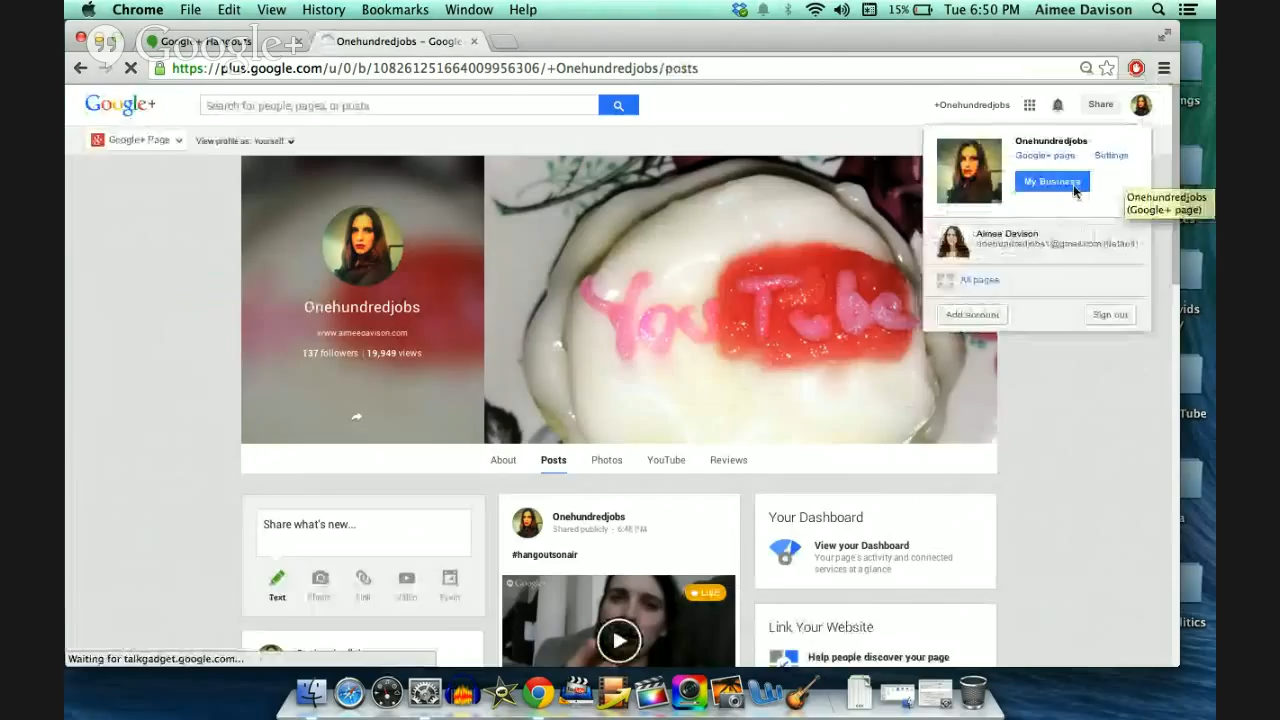 Chrome File Edit View History Bookmarks Window Help 15% Tue 6:50 PM Aimee Davison
Google+
Onehundredjobs - Google
https://plus.google.com/u/0/b/108261251664009956306/+Onehundredjobs/posts
Google+
Search for people, pages, or posts
+Onehundredjobs
Share
Google+ Page
View profile as: Yourself
Onehundredjobs
Google+ page Settings
My Business
Onehundredjobs
(Google+ page)
Aimee Davison
All pages
Add account
Sign out
Onehundredjobs
www.aimeedavison.com
137 followers | 19,949 views
You Tube
About Posts Photos YouTube Reviews
Share what's new...
Text
Onehundredjobs
Shared publicly
#hangoutsonair
Google+
LIVE
Your Dashboard
View your Dashboard
Your page's activity and connected
services at a glance
Link Your Website
Help people discover your page
Waiting for talkgadget.google.com...